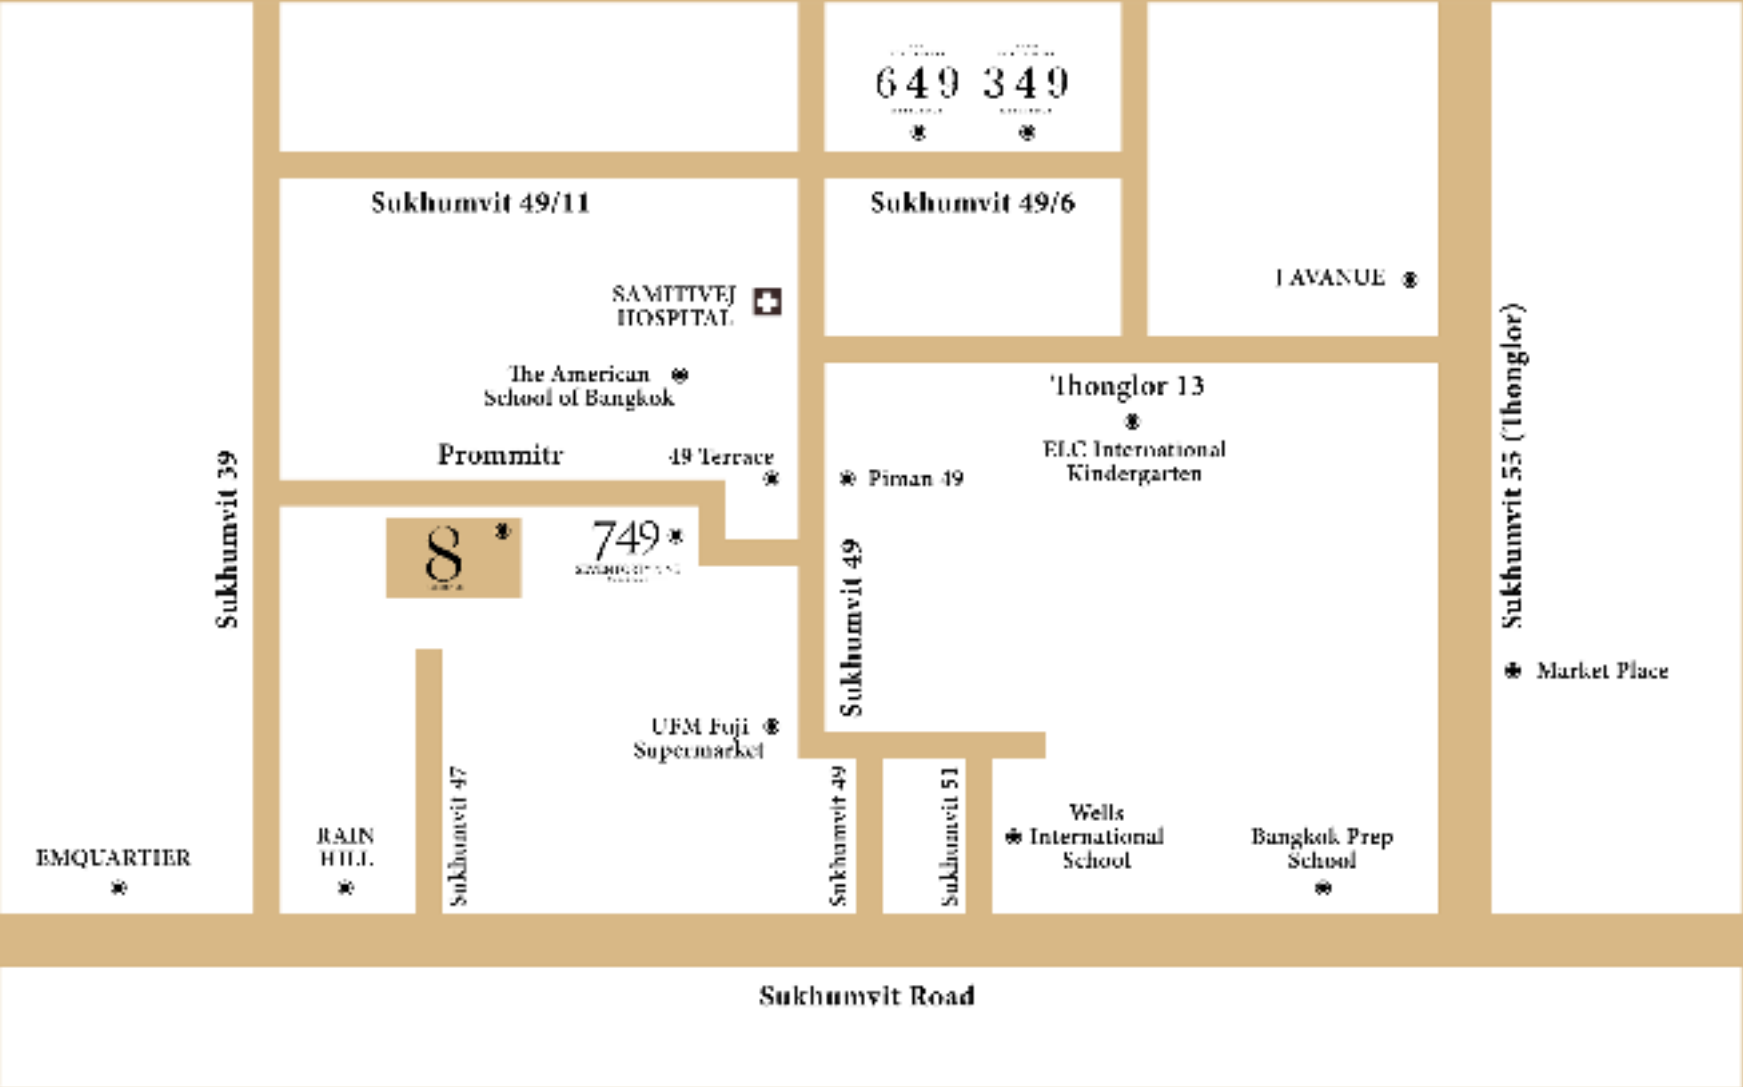 649 349
Sukhumvit 49/11
Sukhumvit 49/6
J AVANUE
SAMITIVEJ
HOSPITAL
The American
School of Bangkok
Thonglor 13
ELC International
Kindergarten
Prommitr
49 Terrace
Piman 49
Sukhumvit 39
8
749
Sukhumvit 49
Sukhumvit 55 (Thonglor)
Market Place
UFM Fuji
Supermarket
Sukhumvit 47
Sukhumvit 49
Sukhumvit 51
Wells
International
School
Bangkok Prep
School
EMQUARTIER
RAIN
HILL
Sukhumvit Road